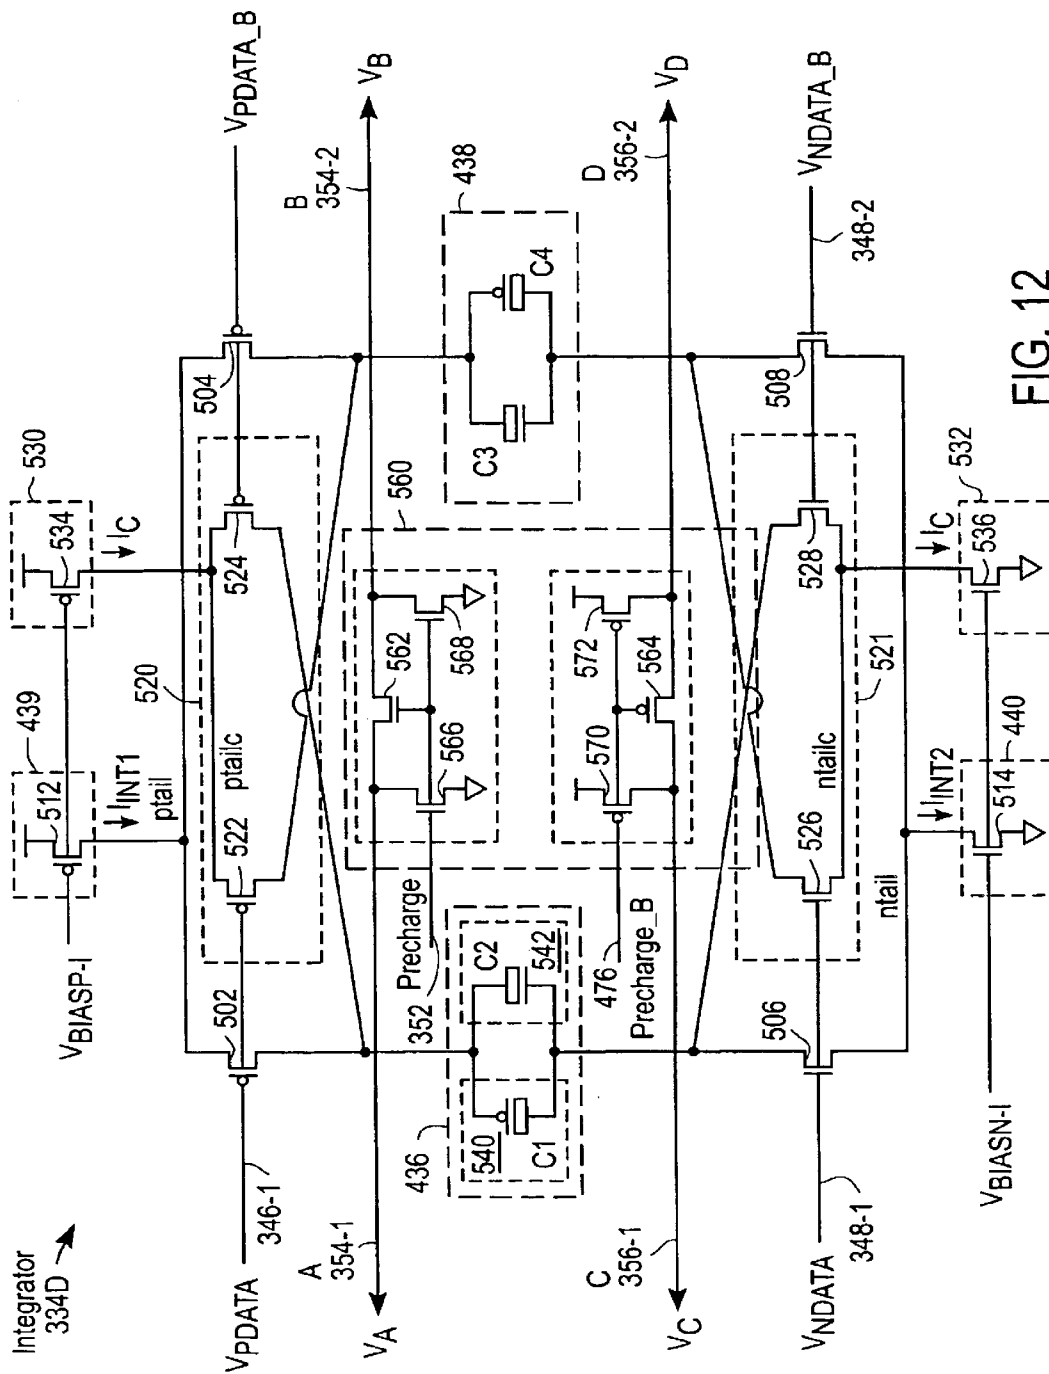 Integrator
334D
VPDATA
346-1
502
VBIASP-I
439
512
IINT1
ptail
530
534
IC
520
522
ptailc
524
504
VPDATA_B
A
354-1
VA
B
354-2
VB
Precharge
352
562
566
568
560
436
540
C1
C2
542
438
C3
C4
476
Precharge_B
570
572
564
C
356-1
VC
D
356-2
VD
VNDATA
348-1
506
526
ntailc
528
521
508
VNDATA_B
348-2
ntail
IINT2
440
514
VBIASN-I
IC
532
536
FIG. 12